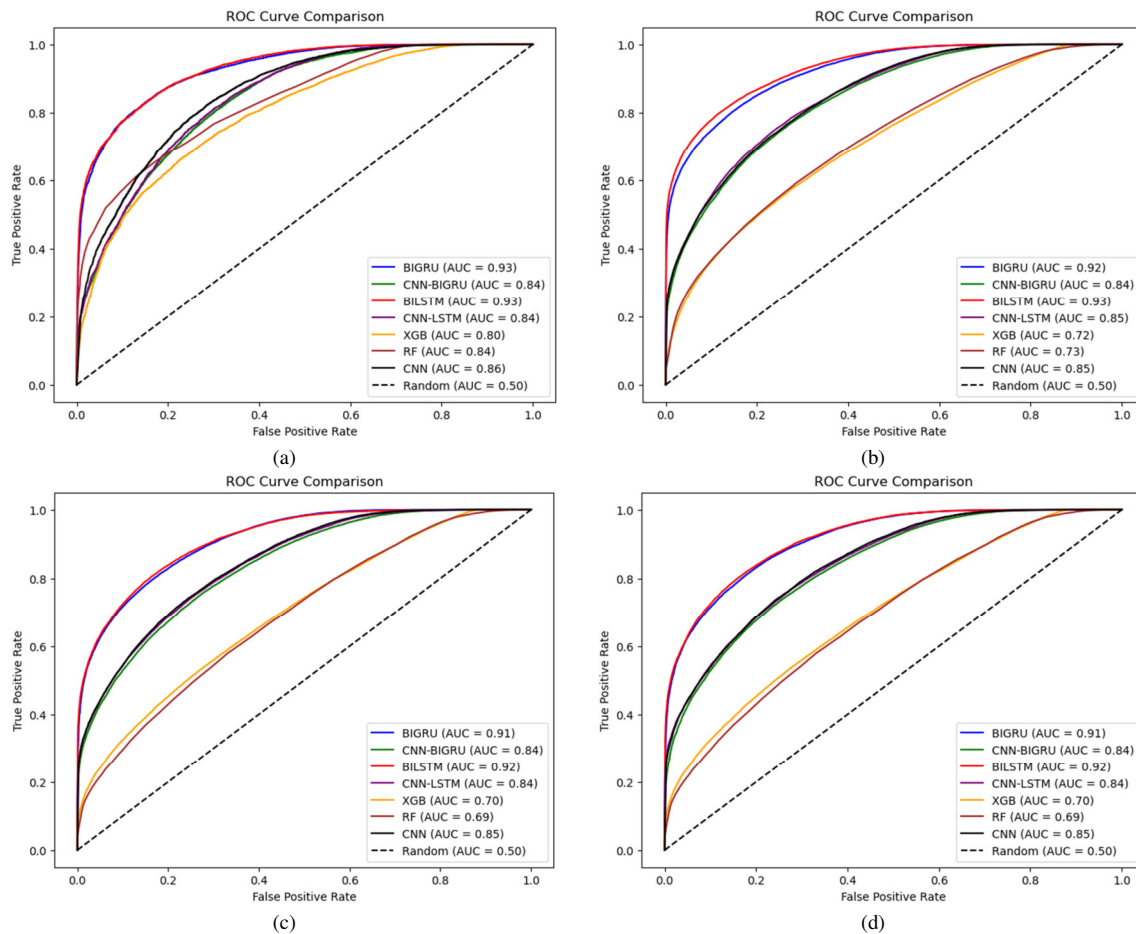 ROC Curve Comparison
1.0
0.8
0.6
0.4
0.2
0.0
True Positive Rate
BIGRU (AUC = 0.93)
CNN-BIGRU (AUC = 0.84)
BILSTM (AUC = 0.93)
CNN-LSTM (AUC = 0.84)
XGB (AUC = 0.80)
RF (AUC = 0.84)
CNN (AUC = 0.86)
Random (AUC = 0.50)
0.0 0.2 0.4 0.6 0.8 1.0
False Positive Rate
(a)
ROC Curve Comparison
1.0
0.8
0.6
0.4
0.2
0.0
True Positive Rate
BIGRU (AUC = 0.92)
CNN-BIGRU (AUC = 0.84)
BILSTM (AUC = 0.93)
CNN-LSTM (AUC = 0.85)
XGB (AUC = 0.72)
RF (AUC = 0.73)
CNN (AUC = 0.85)
Random (AUC = 0.50)
0.0 0.2 0.4 0.6 0.8 1.0
False Positive Rate
(b)
ROC Curve Comparison
1.0
0.8
0.6
0.4
0.2
0.0
True Positive Rate
BIGRU (AUC = 0.91)
CNN-BIGRU (AUC = 0.84)
BILSTM (AUC = 0.92)
CNN-LSTM (AUC = 0.84)
XGB (AUC = 0.70)
RF (AUC = 0.69)
CNN (AUC = 0.85)
Random (AUC = 0.50)
0.0 0.2 0.4 0.6 0.8 1.0
False Positive Rate
(c)
ROC Curve Comparison
1.0
0.8
0.6
0.4
0.2
0.0
True Positive Rate
BIGRU (AUC = 0.91)
CNN-BIGRU (AUC = 0.84)
BILSTM (AUC = 0.92)
CNN-LSTM (AUC = 0.84)
XGB (AUC = 0.70)
RF (AUC = 0.69)
CNN (AUC = 0.85)
Random (AUC = 0.50)
0.0 0.2 0.4 0.6 0.8 1.0
False Positive Rate
(d)